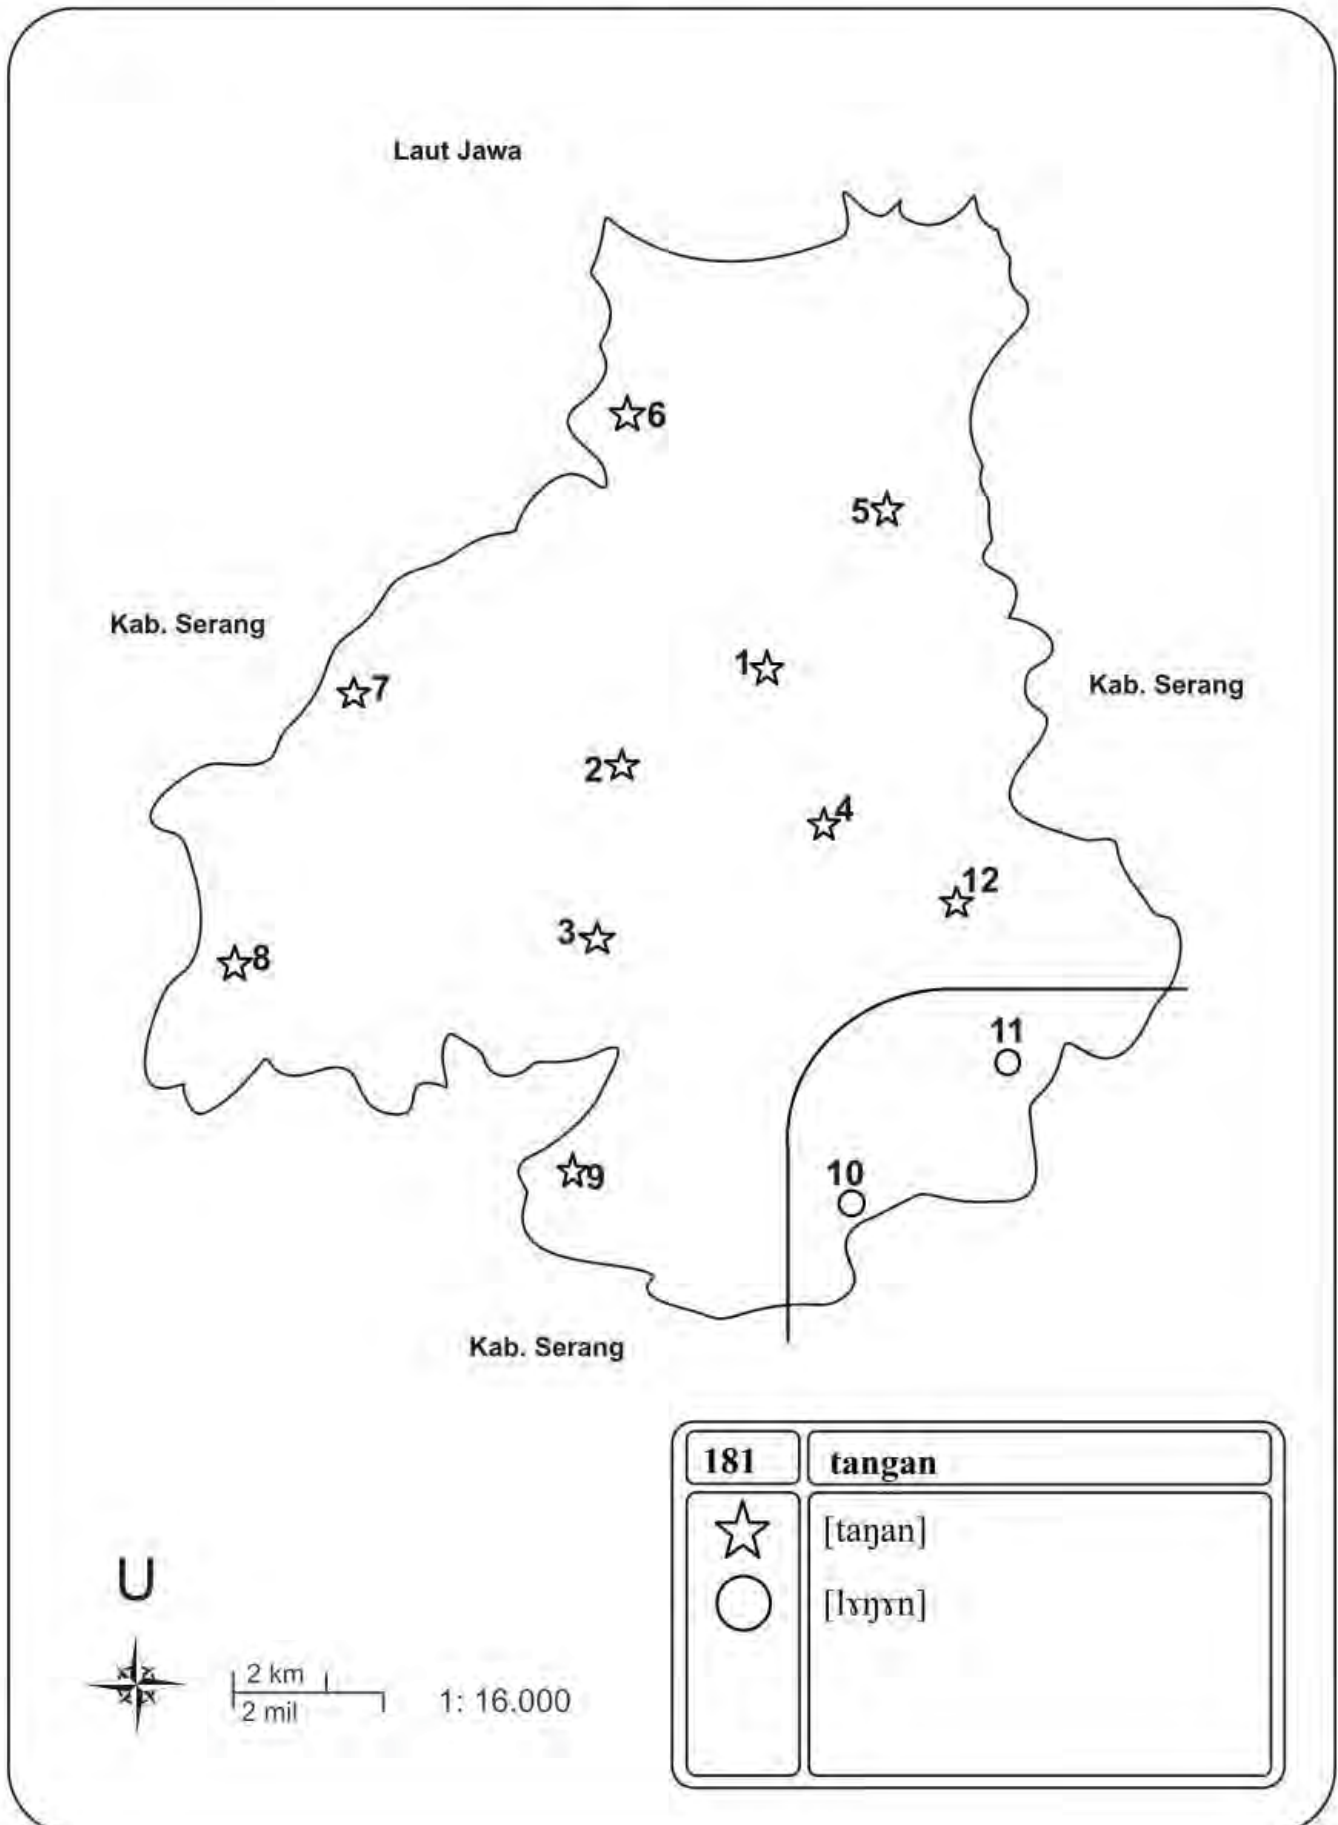 Laut Jawa
6
5
Kab. Serang
1
Kab. Serang
7
2
4
12
3
8
11
10
9
Kab. Serang
181 tangan
[taŋan]
[lɤŋɤn]
U
2 km
2 mil
1: 16.000